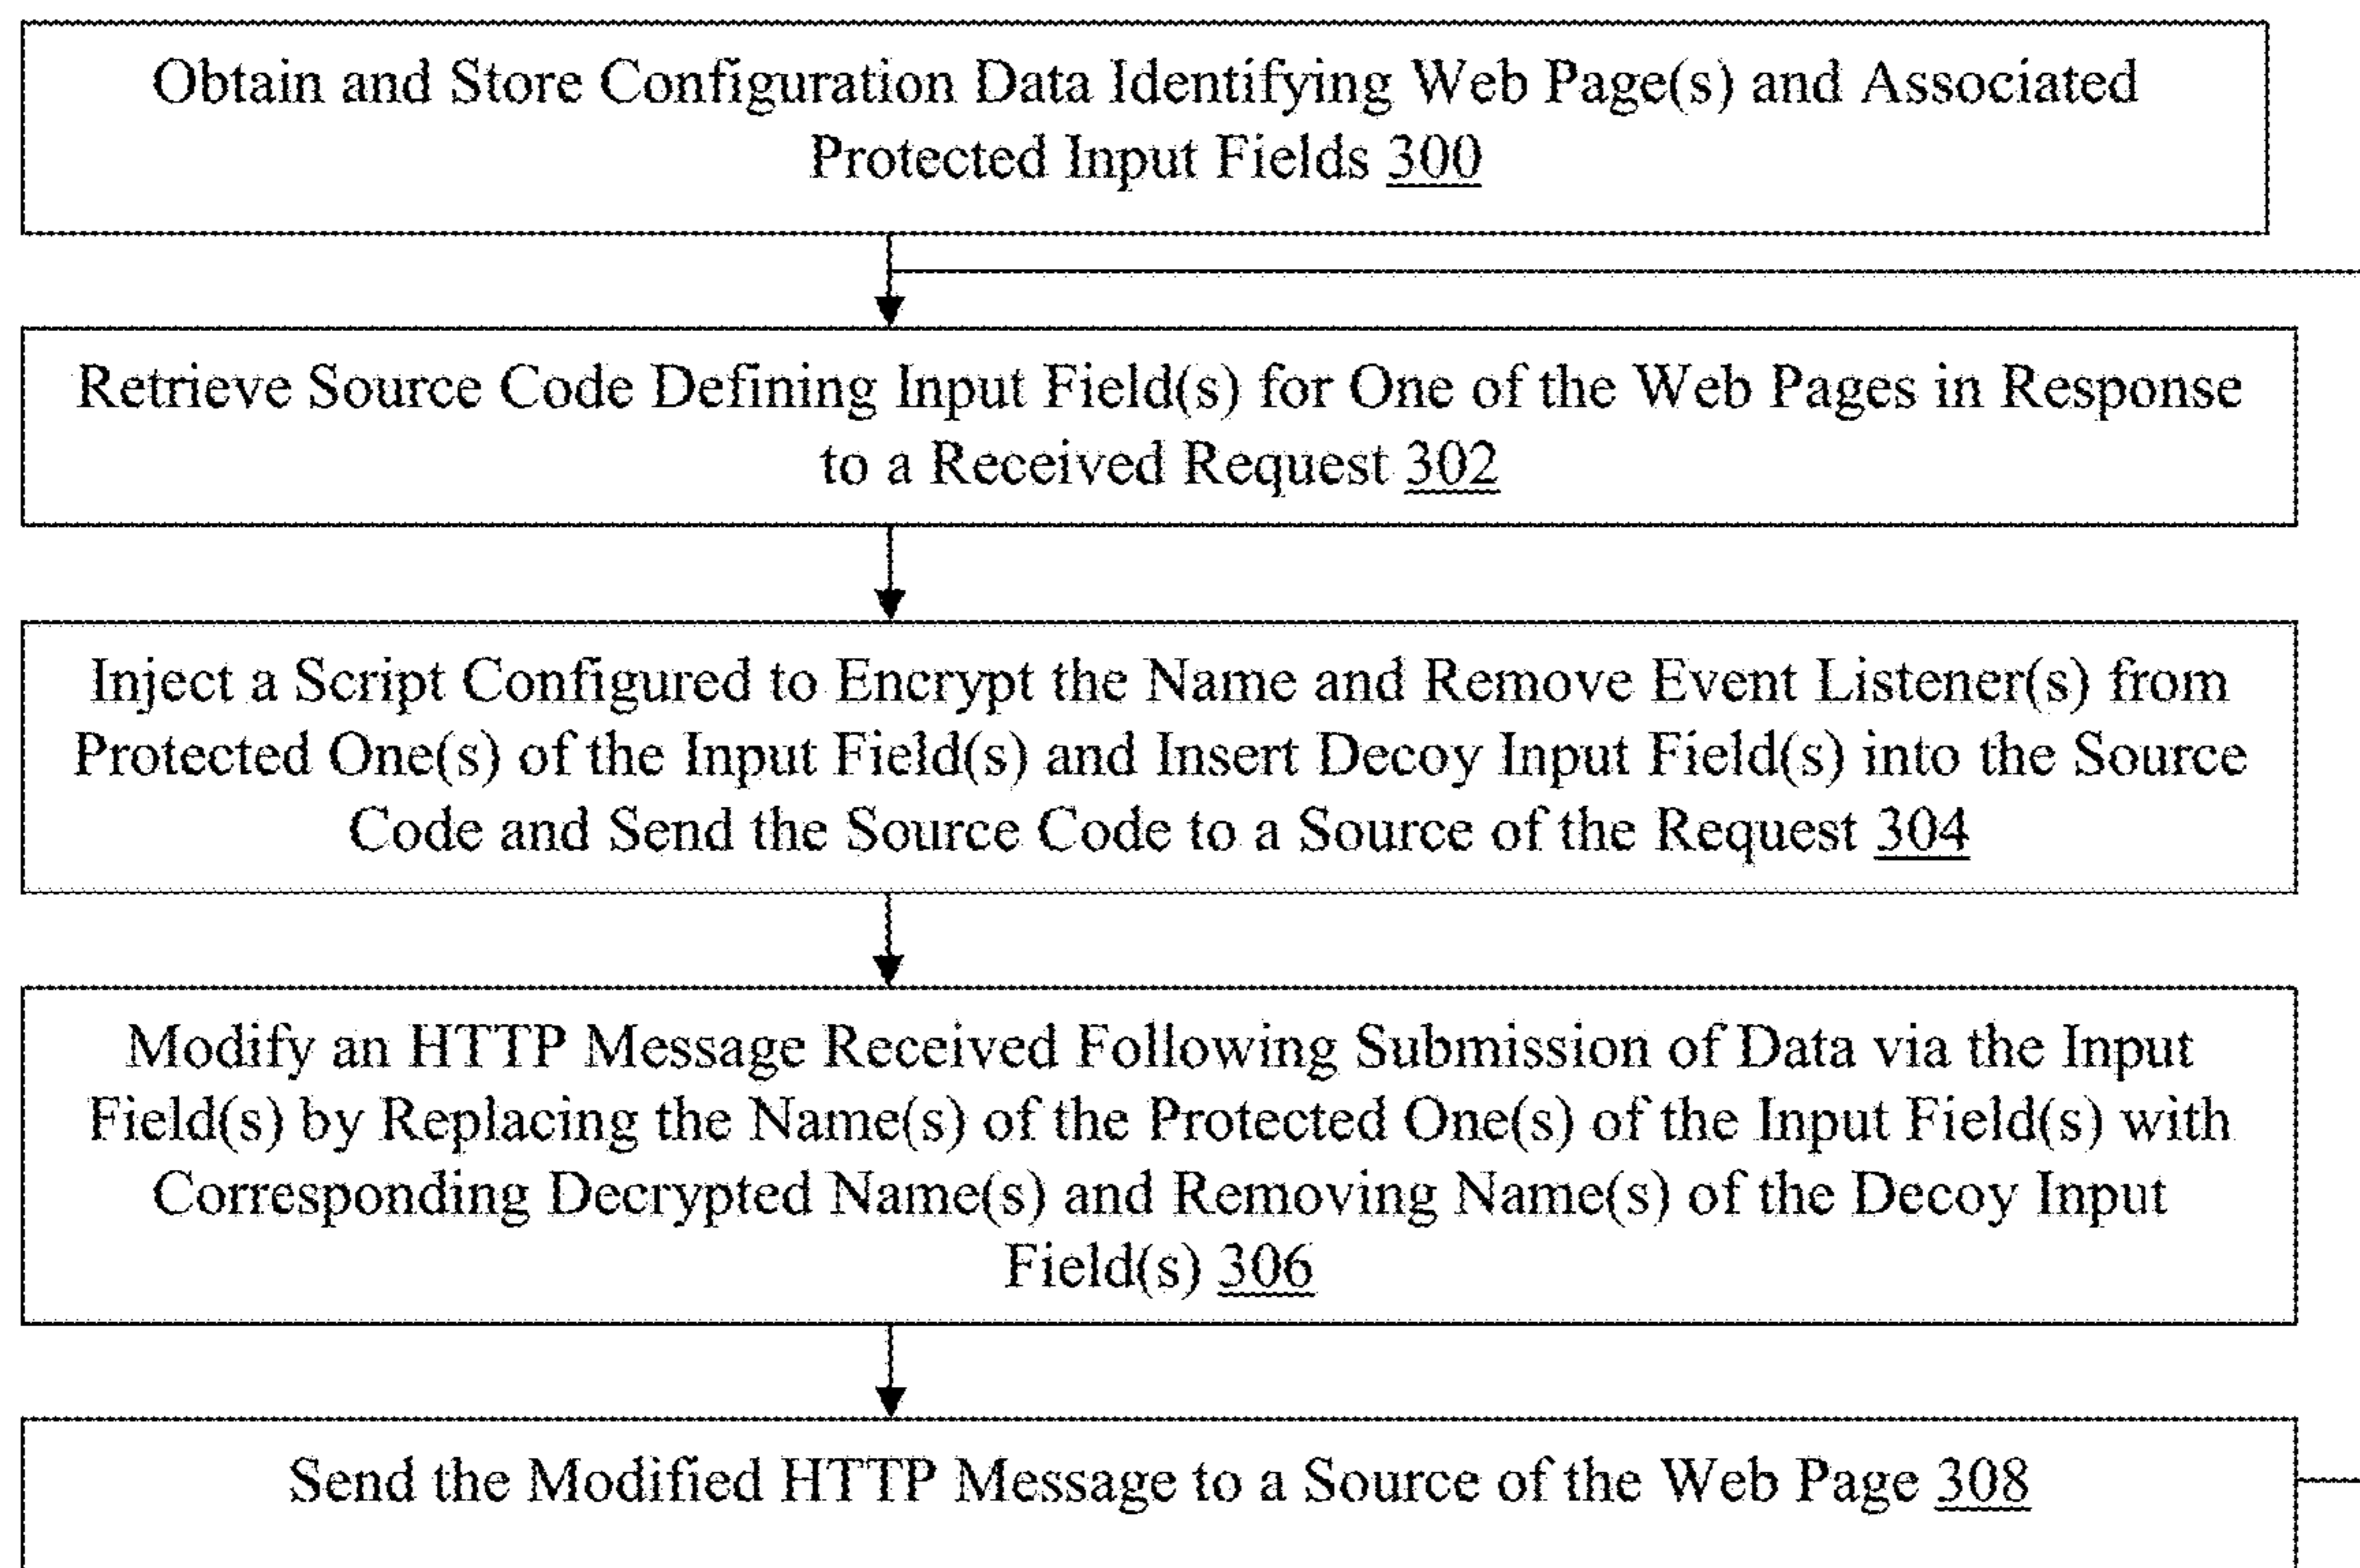 Obtain and Store Configuration Data Identifying Web Page(s) and Associated
Protected Input Fields 300
Retrieve Source Code Defining Input Field(s) for One of the Web Pages in Response
to a Received Request 302
Inject a Script Configured to Encrypt the Name and Remove Event Listener(s) from
Protected One(s) of the Input Field(s) and Insert Decoy Input Field(s) into the Source
Code and Send the Source Code to a Source of the Request 304
Modify an HTTP Message Received Following Submission of Data via the Input
Field(s) by Replacing the Name(s) of the Protected One(s) of the Input Field(s) with
Corresponding Decrypted Name(s) and Removing Name(s) of the Decoy Input
Field(s) 306
Send the Modified HTTP Message to a Source of the Web Page 308